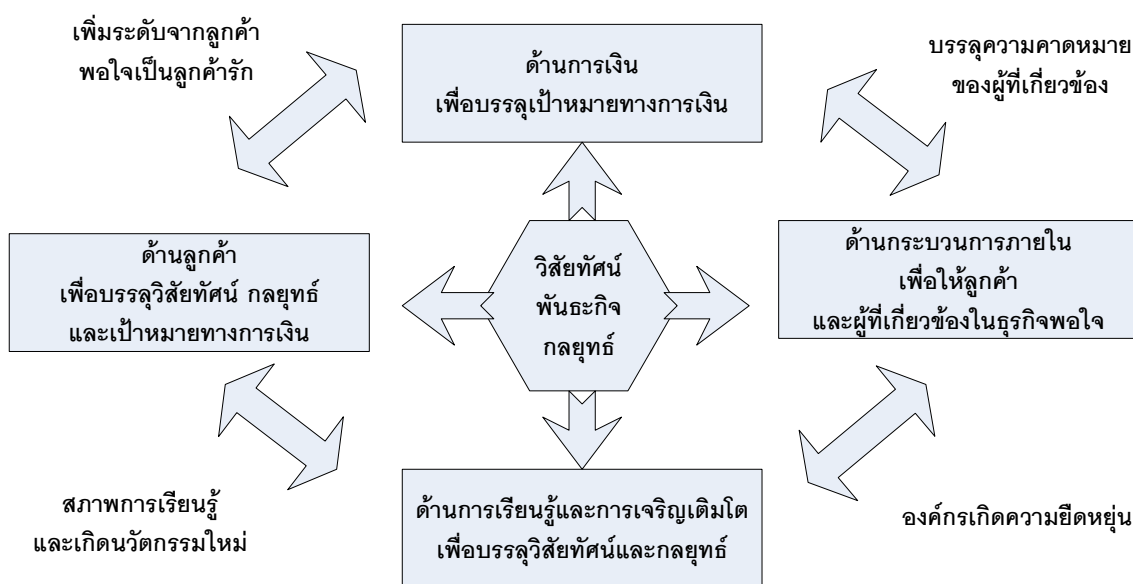 เพิ่มระดับจากลูกค้า
พอใจเป็นลูกค้ารัก
ด้านการเงิน
เพื่อบรรลุเป้าหมายทางการเงิน
บรรลุความคาดหมาย
ของผู้ที่เกี่ยวข้อง
ด้านลูกค้า
เพื่อบรรลุวิสัยทัศน์ กลยุทธ์
และเป้าหมายทางการเงิน
วิสัยทัศน์
พันธะกิจ
กลยุทธ์
ด้านกระบวนการภายใน
เพื่อให้ลูกค้า
และผู้ที่เกี่ยวข้องในธุรกิจพอใจ
สภาพการเรียนรู้
และเกิดนวัตกรรมใหม่
ด้านการเรียนรู้และการเจริญเติมโต
เพื่อบรรลุวิสัยทัศน์และกลยุทธ์
องค์กรเกิดความยืดหยุ่น